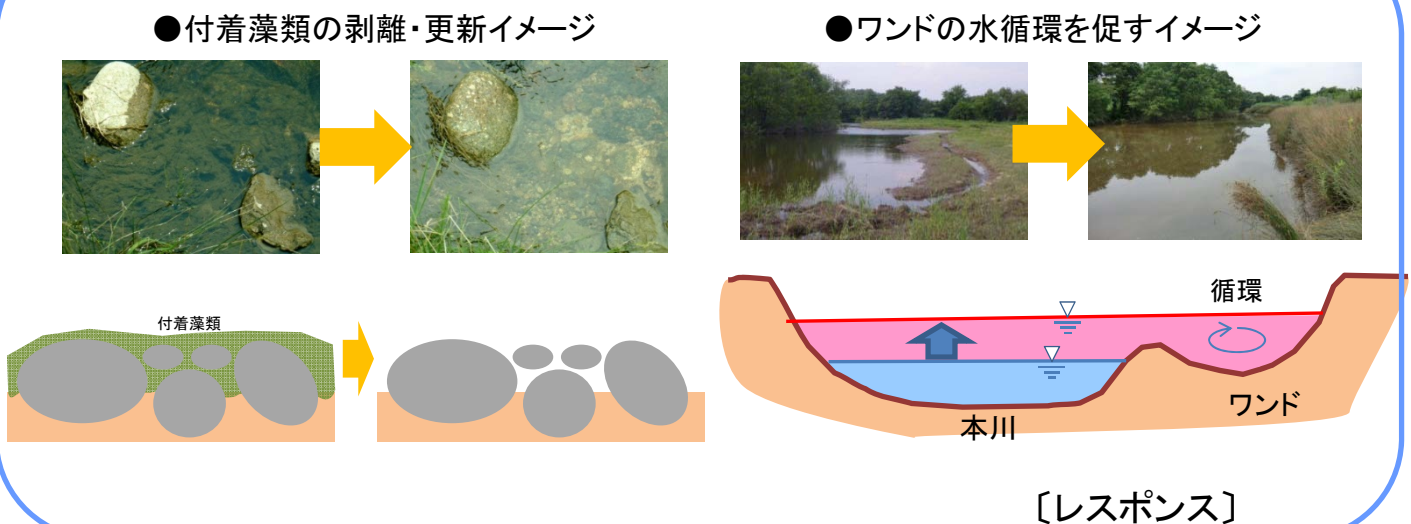 ●付着藻類の剥離・更新イメージ
●ワンドの水循環を促すイメージ
付着藻類
循環
ワンド
本川
〔レスポンス〕